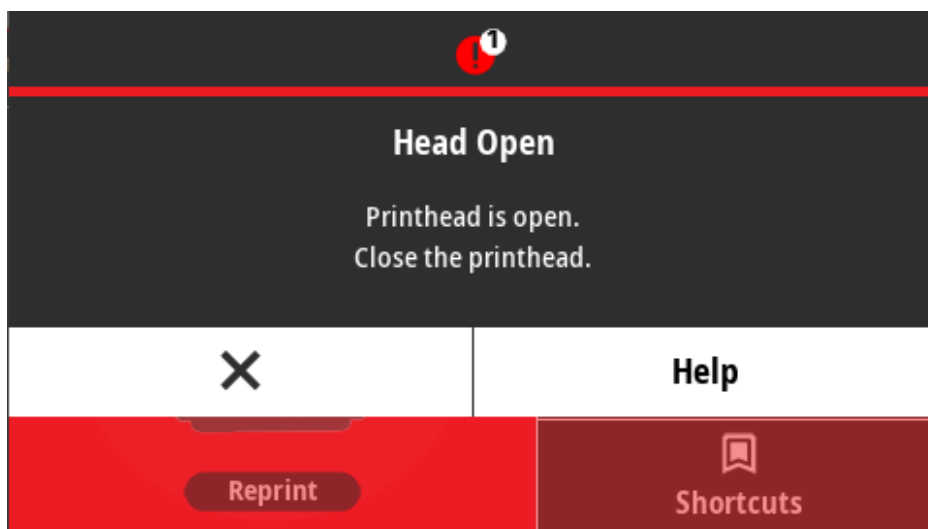 1
Head Open
Printhead is open.
Close the printhead.
Help
Reprint
Shortcuts